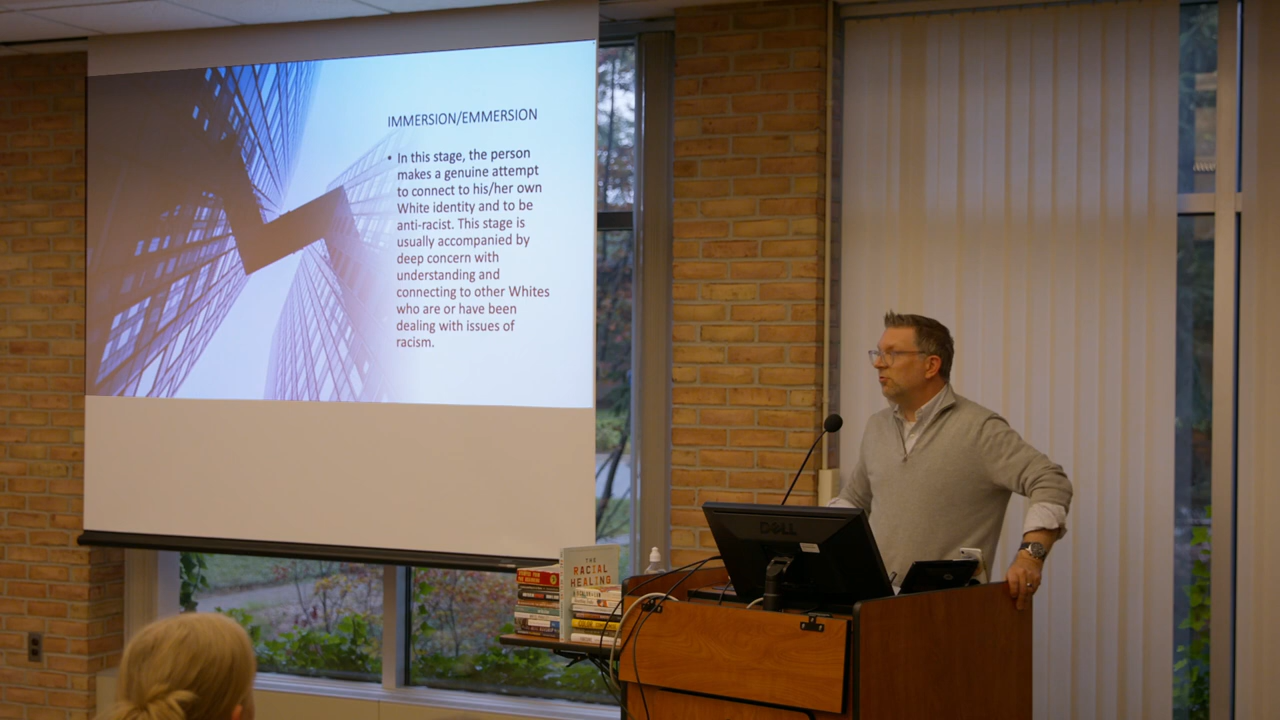 IMMERSION/EMMERSION
• In this stage, the person
makes a genuine attempt
to connect to his/her own
White identity and to be
anti-racist. This stage is
usually accompanied by
deep concern with
understanding and
connecting to other Whites
who are or have been
dealing with issues of
racism.
THE
RACIAL
HEALING
DELL